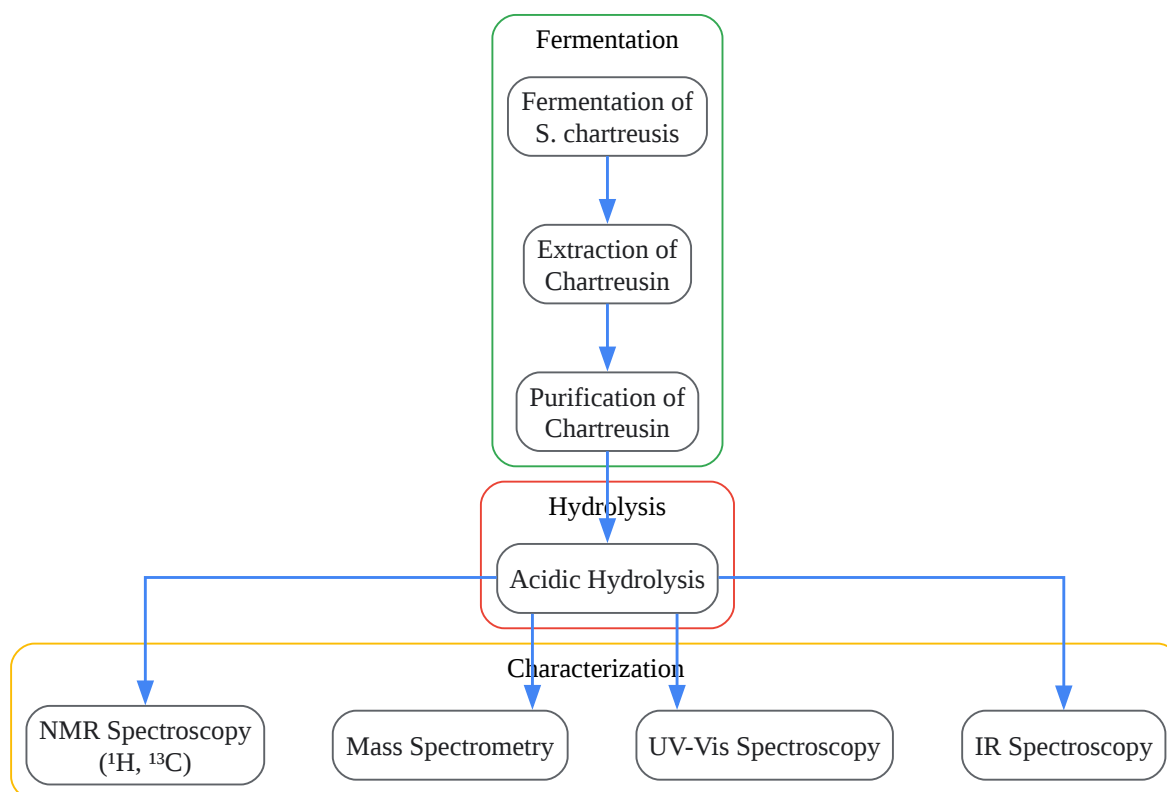 Fermentation
Fermentation of
S. chartreusis
Extraction of
Chartreusin
Purification of
Chartreusin
Hydrolysis
Acidic Hydrolysis
Characterization
NMR Spectroscopy
(¹H, ¹³C)
Mass Spectrometry
UV-Vis Spectroscopy
IR Spectroscopy